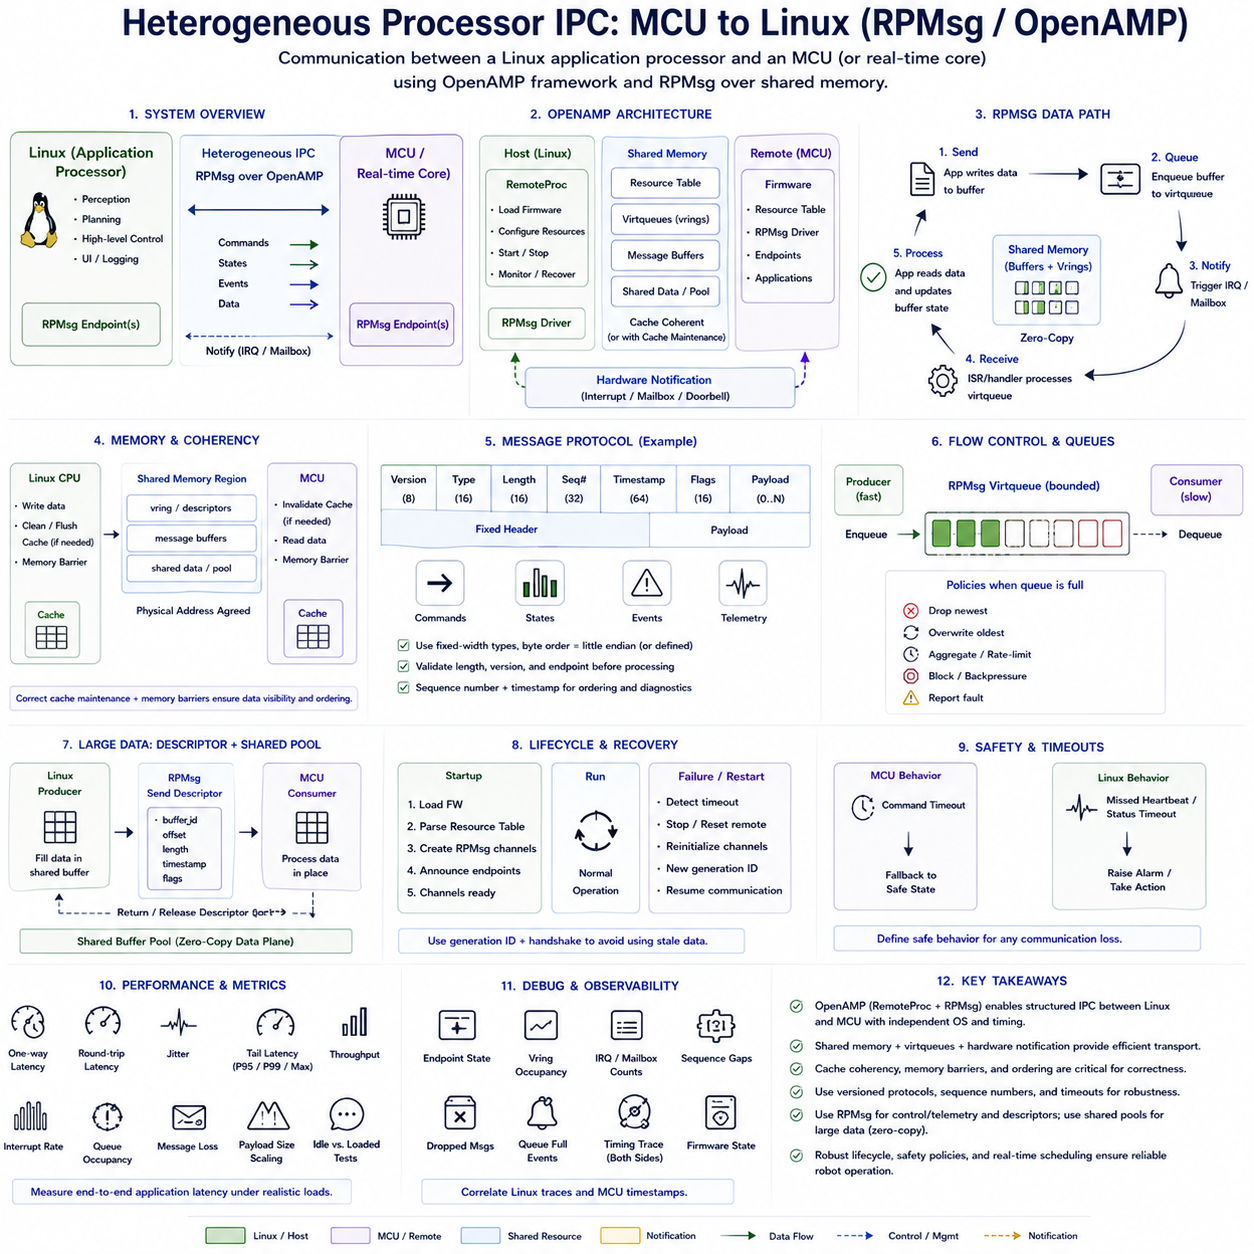 Heterogeneous Processor IPC: MCU to Linux (RPMsg / OpenAMP)
Communication between a Linux application processor and an MCU (or real-time core)
using OpenAMP framework and RPMsg over shared memory.
1. SYSTEM OVERVIEW
Linux (Application
Processor)
• Perception
• Planning
• High-level Control
• UI / Logging
RPMsg Endpoint(s)
Heterogeneous IPC
RPMsg over OpenAMP
Commands
States
Events
Data
Notify (IRQ / Mailbox)
MCU /
Real-time Core)
RPMsg Endpoint(s)
2. OPENAMP ARCHITECTURE
Host (Linux)
RemoteProc
• Load Firmware
• Configure Resources
• Start / Stop
• Monitor / Recover
RPMsg Driver
Shared Memory
Resource Table
Virtqueues (vrings)
Message Buffers
Shared Data / Pool
Cache Coherent
(or with Cache Maintenance)
Remote (MCU)
Firmware
• Resource Table
• RPMsg Driver
• Endpoints
• Applications
Hardware Notification
(Interrupt / Mailbox / Doorbell)
3. RPMSG DATA PATH
1. Send
App writes data
to buffer
2. Queue
Enqueue buffer
to virtqueue
3. Notify
Trigger IRQ /
Mailbox
4. Receive
ISR/handler processes
virtqueue
5. Process
App reads data
and updates
buffer state
Shared Memory
(Buffers + Vrings)
Zero-Copy
4. MEMORY & COHERENCY
Linux CPU
• Write data
• Clean / Flush
Cache (if needed)
• Memory Barrier
Cache
Shared Memory Region
vring / descriptors
message buffers
shared data / pool
Physical Address Agreed
MCU
• Invalidate Cache
(if needed)
• Read data
• Memory Barrier
Cache
Correct cache maintenance + memory barriers ensure data visibility and ordering.
5. MESSAGE PROTOCOL (Example)
Version Type Length Seq# Timestamp Flags Payload
(8) (16) (16) (32) (64) (16) (0..N)
Fixed Header Payload
Commands States Events Telemetry
Use fixed-width types, byte order = little endian (or defined)
Validate length, version, and endpoint before processing
Sequence number + timestamp for ordering and diagnostics
6. FLOW CONTROL & QUEUES
Producer
(fast)
RPMsg Virtqueue (bounded)
Consumer
(slow)
Enqueue
Dequeue
Policies when queue is full
Drop newest
Overwrite oldest
Aggregate / Rate-limit
Block / Backpressure
Report fault
7. LARGE DATA: DESCRIPTOR + SHARED POOL
Linux
Producer
Fill data in
shared buffer
RPMsg
Send Descriptor
• buffer_id
offset
length
timestamp
flags
MCU
Consumer
Process data
in place
Return / Release Descriptor
Shared Buffer Pool (Zero-Copy Data Plane)
8. LIFECYCLE & RECOVERY
Startup
1. Load FW
2. Parse Resource Table
3. Create RPMsg channels
4. Announce endpoints
5. Channels ready
Run
Normal
Operation
Failure / Restart
• Detect timeout
• Stop / Reset remote
• Reinitialize channels
• New generation ID
• Resume communication
Use generation ID + handshake to avoid using stale data.
9. SAFETY & TIMEOUTS
MCU Behavior
Command Timeout
Fallback to
Safe State
Linux Behavior
Missed Heartbeat /
Status Timeout
Raise Alarm /
Take Action
Define safe behavior for any communication loss.
10. PERFORMANCE & METRICS
One-way
Latency
Round-trip
Latency
Jitter
Tail Latency
(P95 / P99 / Max)
Throughput
Interrupt Rate
Queue
Occupancy
Message Loss
Payload Size
Scaling
Idle vs. Loaded
Tests
Measure end-to-end application latency under realistic loads.
11. DEBUG & OBSERVABILITY
Endpoint State
Vring
Occupancy
IRQ / Mailbox
Counts
Sequence Gaps
Dropped Msgs
Queue Full
Events
Timing Trace
(Both Sides)
Firmware State
Correlate Linux traces and MCU timestamps.
12. KEY TAKEAWAYS
OpenAMP (RemoteProc + RPMsg) enables structured IPC between Linux
and MCU with independent OS and timing.
Shared memory + virtqueues + hardware notification provide efficient transport.
Cache coherency, memory barriers, and ordering are critical for correctness.
Use versioned protocols, sequence numbers, and timeouts for robustness.
Use RPMsg for control/telemetry and descriptors; use shared pools for
large data (zero-copy).
Robust lifecycle, safety policies, and real-time scheduling ensure reliable
robot operation.
Linux / Host
MCU / Remote
Shared Resource
Notification
Data Flow
Control / Mgmt
Notification